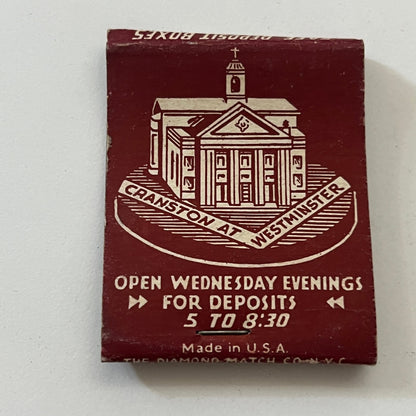 DEPOSIT BOXES
CRANSTON AT
WESTMINSTER
OPEN WEDNESDAY EVENINGS
FOR DEPOSITS
5 TO 8:30
Made in U.S.A.
THE DIAMOND MATCH CO. N.Y.C.